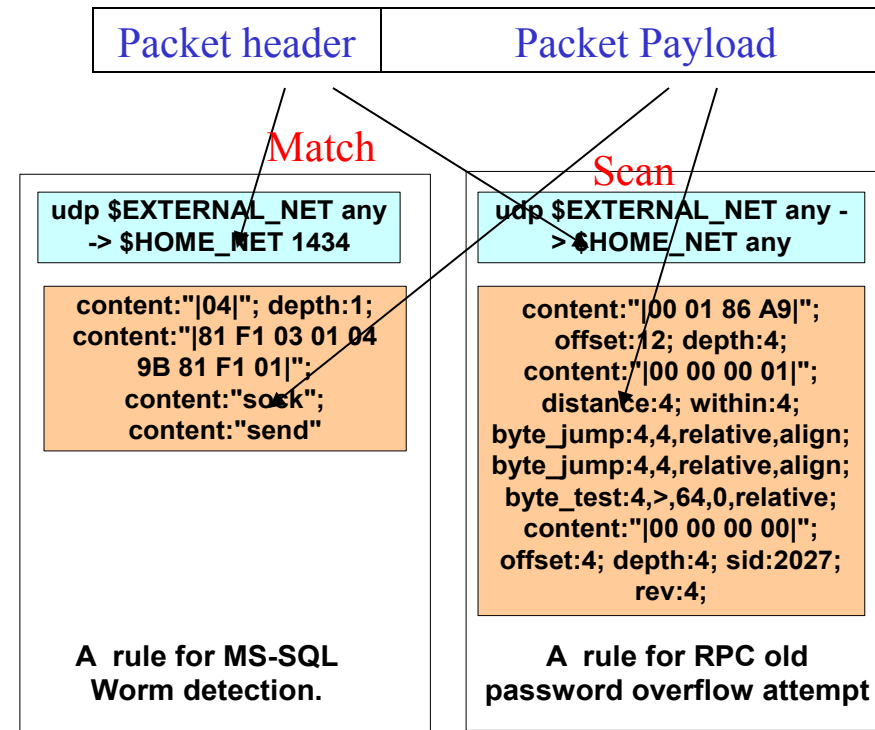 Packet header
Packet Payload
Match
Scan
udp $EXTERNAL_NET any
-> $HOME_NET 1434
content:"|04|"; depth:1;
content:"|81 F1 03 01 04
9B 81 F1 01|";
content:"sock";
content:"send"
A rule for MS-SQL
Worm detection.
udp $EXTERNAL_NET any -
> $HOME_NET any
content:"|00 01 86 A9|";
offset:12; depth:4;
content:"|00 00 00 01|";
distance:4; within:4;
byte_jump:4,4,relative,align;
byte_jump:4,4,relative,align;
byte_test:4,>,64,0,relative;
content:"|00 00 00 00|";
offset:4; depth:4; sid:2027;
rev:4;
A rule for RPC old
password overflow attempt